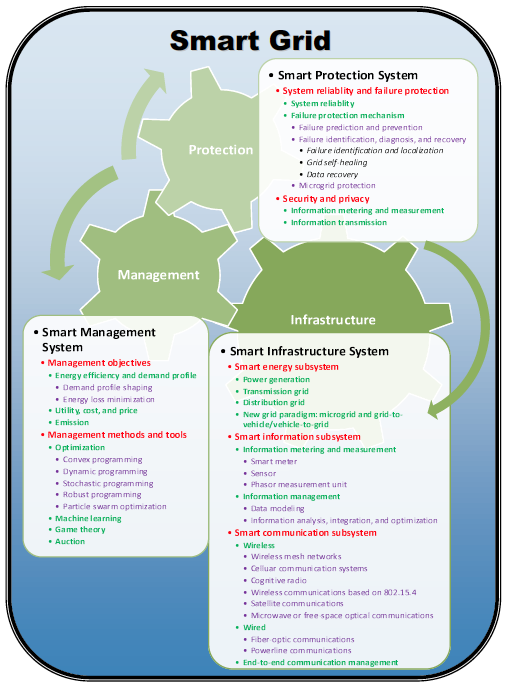 Smart Grid
Protection
Management
Infrastructure
• Smart Protection System
• System reliablity and failure protection
• System reliablity
• Failure protection mechanism
• Failure prediction and prevention
• Failure identification, diagnosis, and recovery
• Failure identification and localization
• Grid self-healing
• Data recovery
• Microgrid protection
• Security and privacy
• Information metering and measurement
• Information transmission
• Smart Management
System
• Management objectives
• Energy efficiency and demand profile
• Demand profile shaping
• Energy loss minimization
• Utility, cost, and price
• Emission
• Management methods and tools
• Optimization
• Convex programming
• Dynamic programming
• Stochastic programming
• Robust programming
• Particle swarm optimization
• Machine learning
• Game theory
• Auction
• Smart Infrastructure System
• Smart energy subsystem
• Power generation
• Transmission grid
• Distribution grid
• New grid paradigm: microgrid and grid-to-
vehicle/vehicle-to-grid
• Smart information subsystem
• Information metering and measurement
• Smart meter
• Sensor
• Phasor measurement unit
• Information management
• Data modeling
• Information analysis, integration, and optimization
• Smart communication subsystem
• Wireless
• Wireless mesh networks
• Celluar communication systems
• Cognitive radio
• Wireless communications based on 802.15.4
• Satellite communications
• Microwave or free space optical communications
• Wired
• Fiber-optic communications
• Powerline communications
• End-to-end communication management